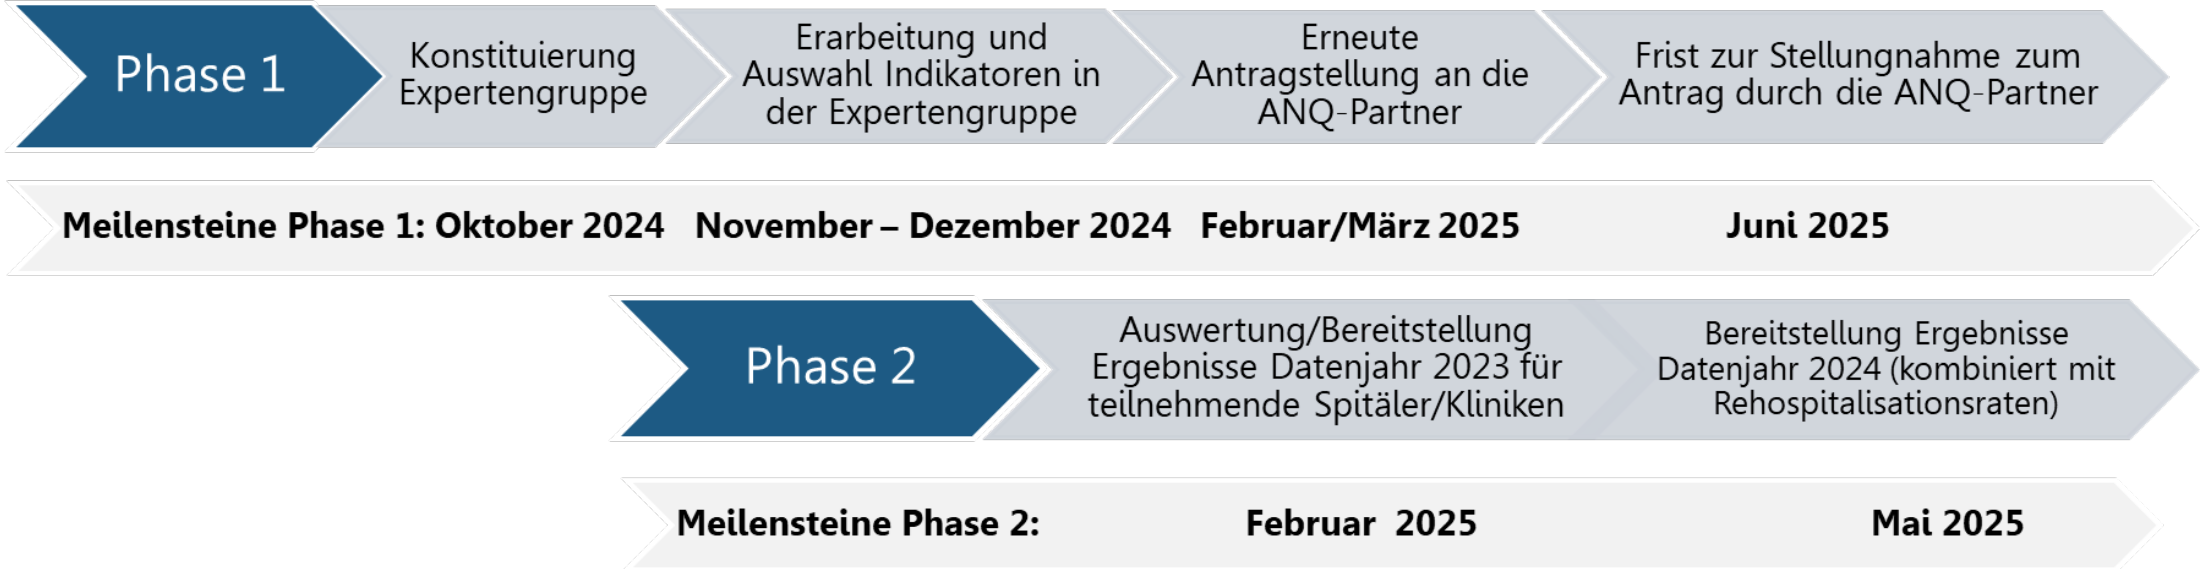 Phase 1
Konstituierung
Expertengruppe
Erarbeitung und
Auswahl Indikatoren in
der Expertengruppe
Erneute
Antragstellung an die
ANQ-Partner
Frist zur Stellungnahme zum
Antrag durch die ANQ-Partner
Meilensteine Phase 1: Oktober 2024 November – Dezember 2024 Februar/März 2025 Juni 2025
Phase 2
Auswertung/Bereitstellung
Ergebnisse Datenjahr 2023 für
teilnehmende Spitäler/Kliniken
Bereitstellung Ergebnisse
Datenjahr 2024 (kombiniert mit
Rehospitalisationsraten)
Meilensteine Phase 2: Februar 2025 Mai 2025